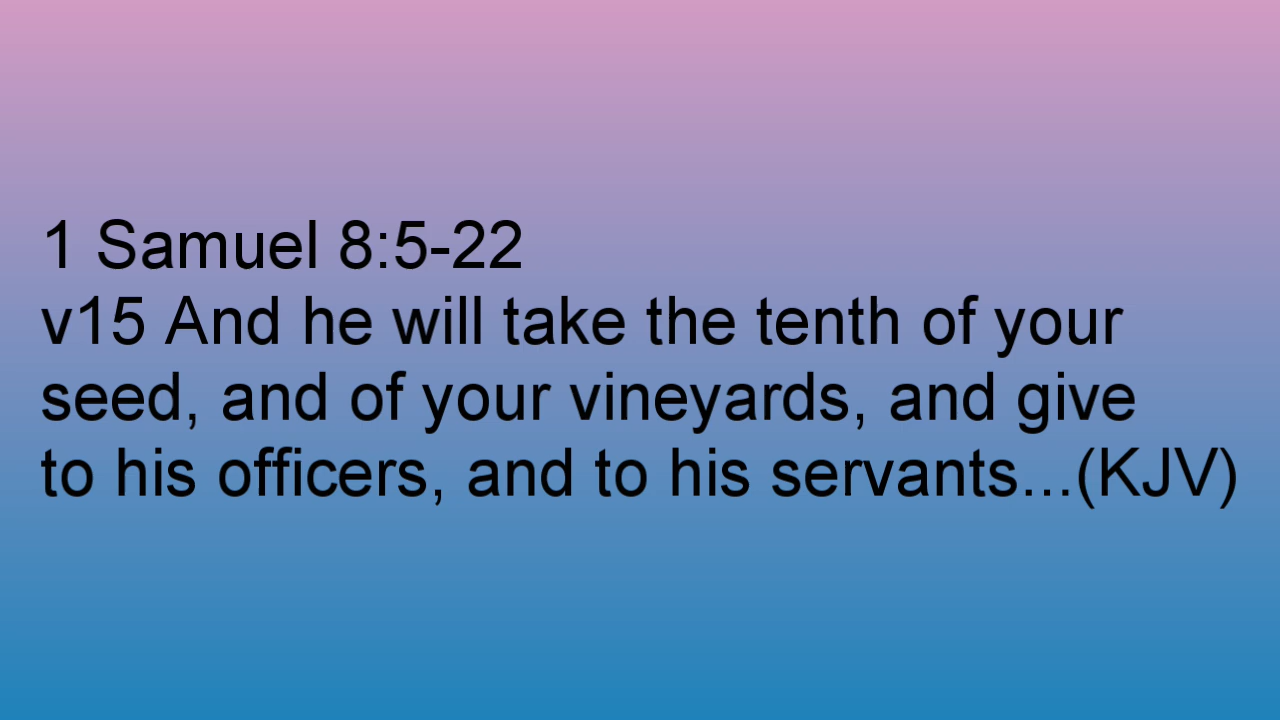 1 Samuel 8:5-22
v15 And he will take the tenth of your
seed, and of your vineyards, and give
to his officers, and to his servants...(KJV)